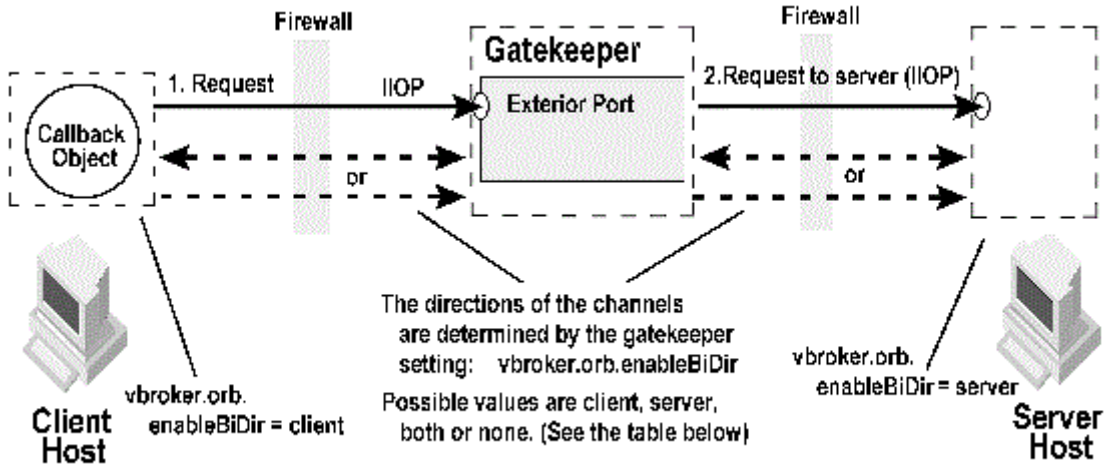 Firewall
Firewall
Gatekeeper
1. Request
IIOP
Exterior Port
2.Request to server (IIOP)
Callback
Object
or
or
The directions of the channels
are determined by the gatekeeper
setting: vbroker.orb.enableBiDir
Possible values are client, server,
both or none. (See the table below)
vbroker.orb.
enableBiDir = client
vbroker.orb.
enableBiDir = server
Client
Host
Server
Host